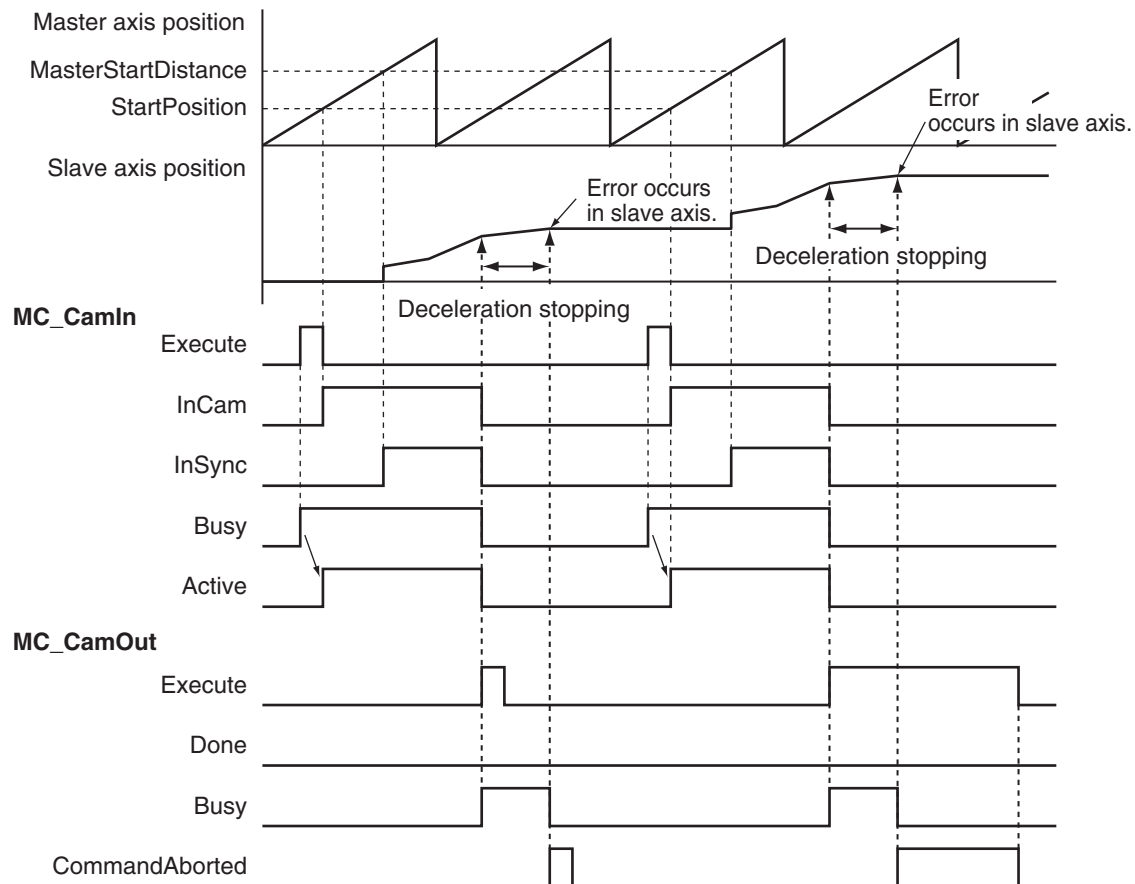 Master axis position
MasterStartDistance
StartPosition
Error
occurs in slave axis.
Slave axis position
Error occurs
in slave axis.
Deceleration stopping
Deceleration stopping
MC_CamIn
Execute
InCam
InSync
Busy
Active
MC_CamOut
Execute
Done
Busy
CommandAborted